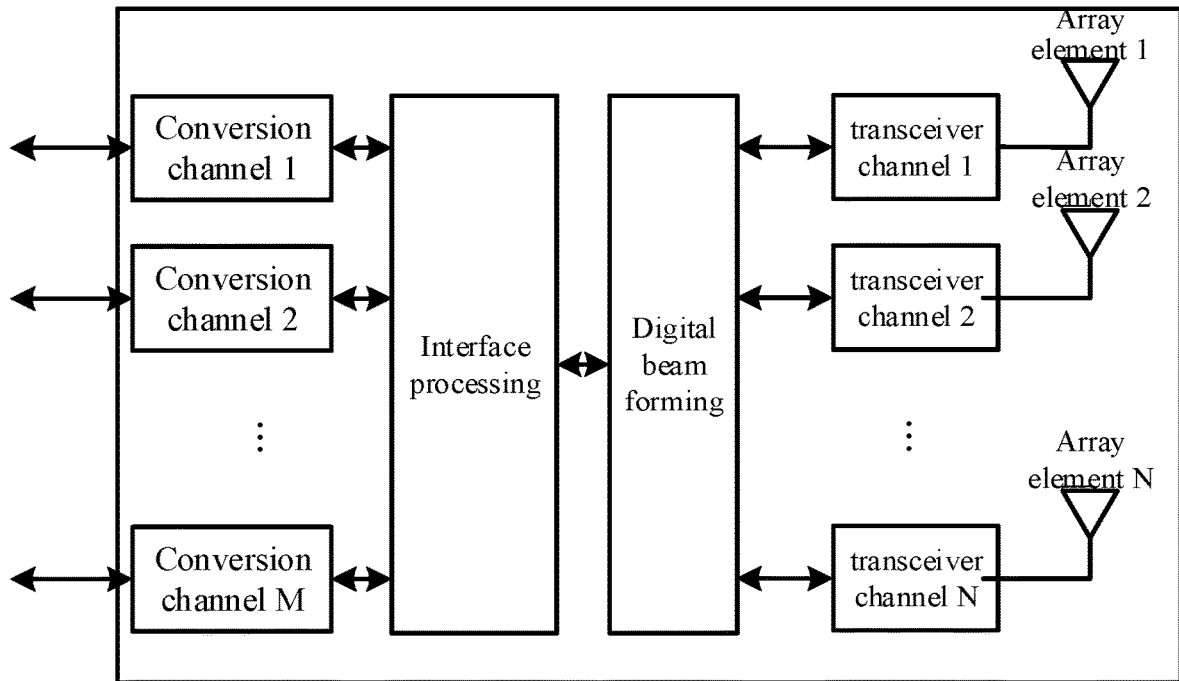 Array
element 1
Conversion
channel 1
transceiver
channel 1
Array
element 2
Conversion
channel 2
transceiver
channel 2
Interface
processing
Digital
beam
forming
⋮
⋮
Array
element N
Conversion
channel M
transceiver
channel N